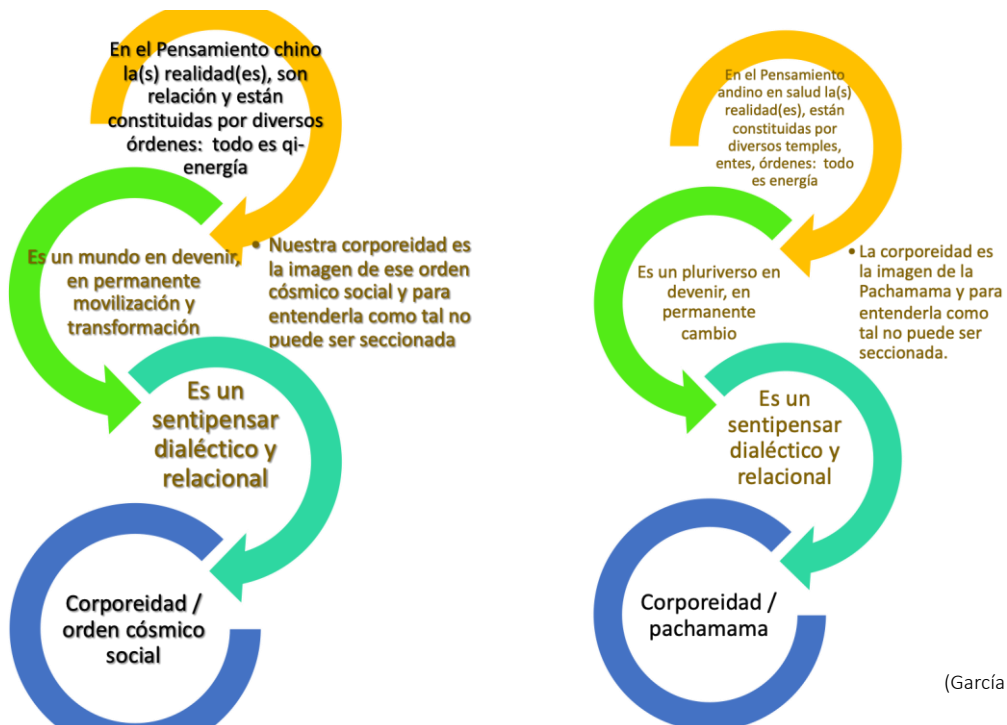 En el Pensamiento chino
la(s) realidad(es), son
relación y están
constituidas por diversos
órdenes: todo es qi-
energía
Es un mundo en devenir,
en permanente
movilización y
transformación
• Nuestra corporeidad es
la imagen de ese orden
cósmico social y para
entenderla como tal no
puede ser seccionada
Es un
sentipensar
dialéctico y
relacional
Corporeidad /
orden cósmico
social
En el Pensamiento
andino en salud la(s)
realidad(es), están
constituidas por
diversos temples,
entes, órdenes: todo
es energía
Es un pluriverso en
devenir, en
permanente
cambio
• La corporeidad es
la imagen de la
Pachamama y para
entenderla como
tal no puede ser
seccionada.
Es un
sentipensar
dialéctico y
relacional
Corporeidad /
pachamama
(García